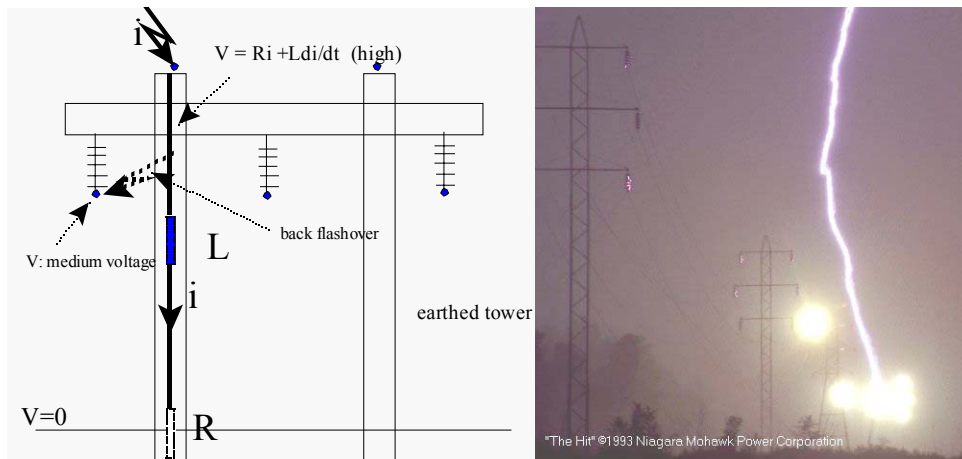 i
V = Ri +Ldi/dt (high)
back flashover
V: medium voltage
L
i
earthed tower
V=0
R
"The Hit" ©1993 Niagara Mohawk Power Corporation